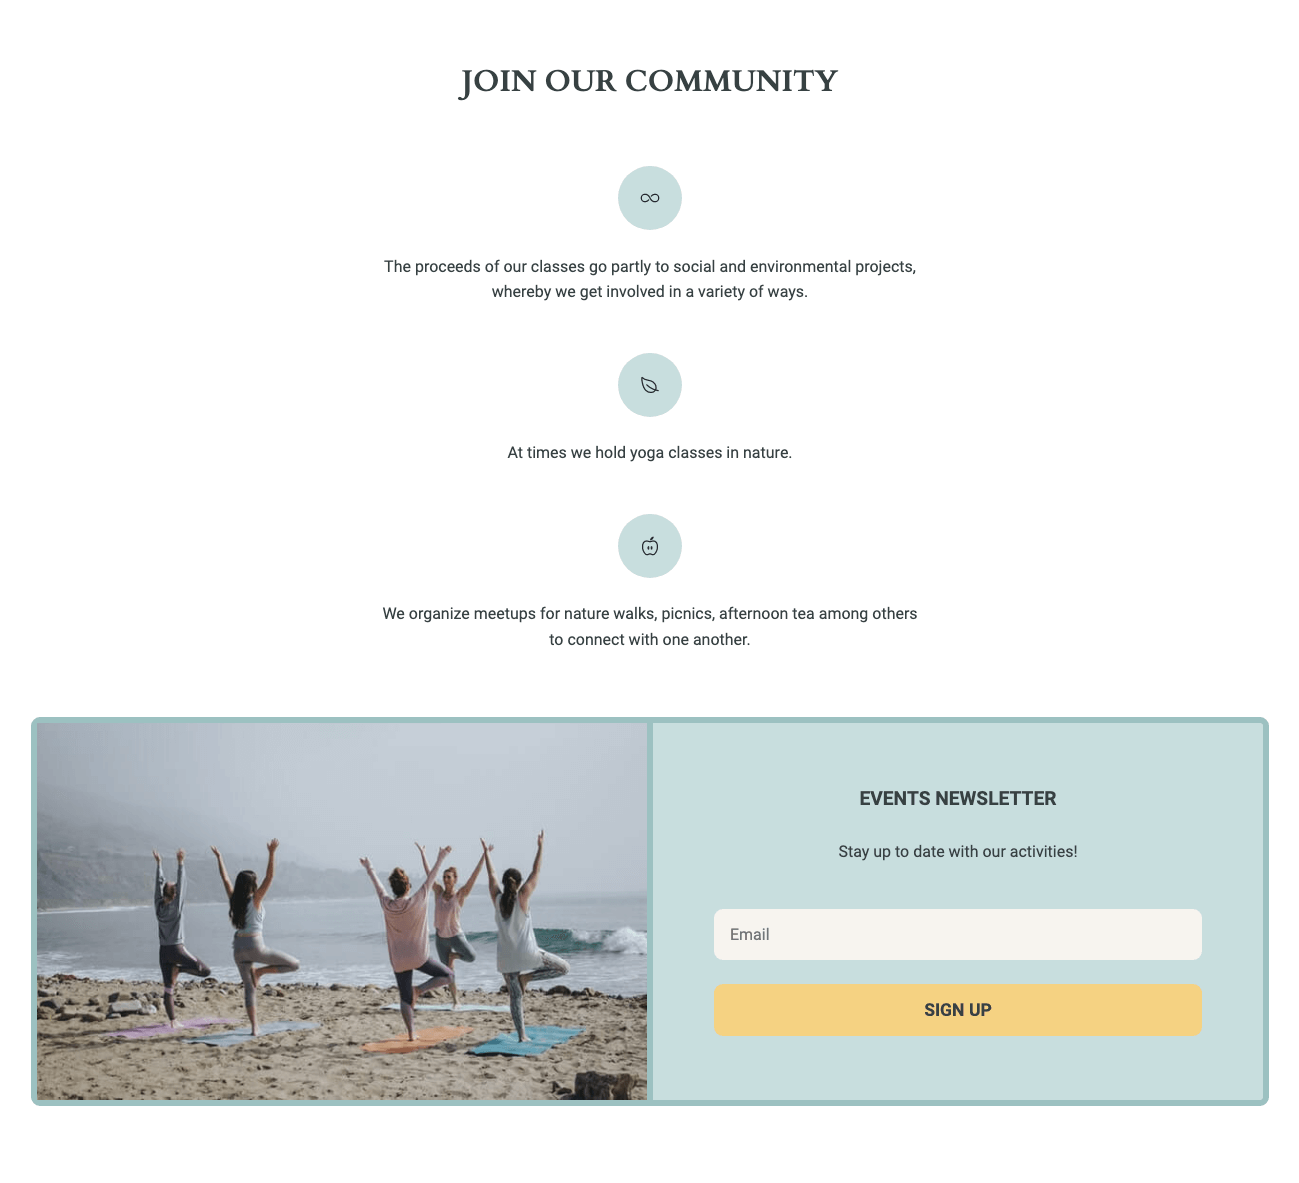 JOIN OUR COMMUNITY
The proceeds of our classes go partly to social and environmental projects,
whereby we get involved in a variety of ways.
At times we hold yoga classes in nature.
We organize meetups for nature walks, picnics, afternoon tea among others
to connect with one another.
EVENTS NEWSLETTER
Stay up to date with our activities!
Email
SIGN UP